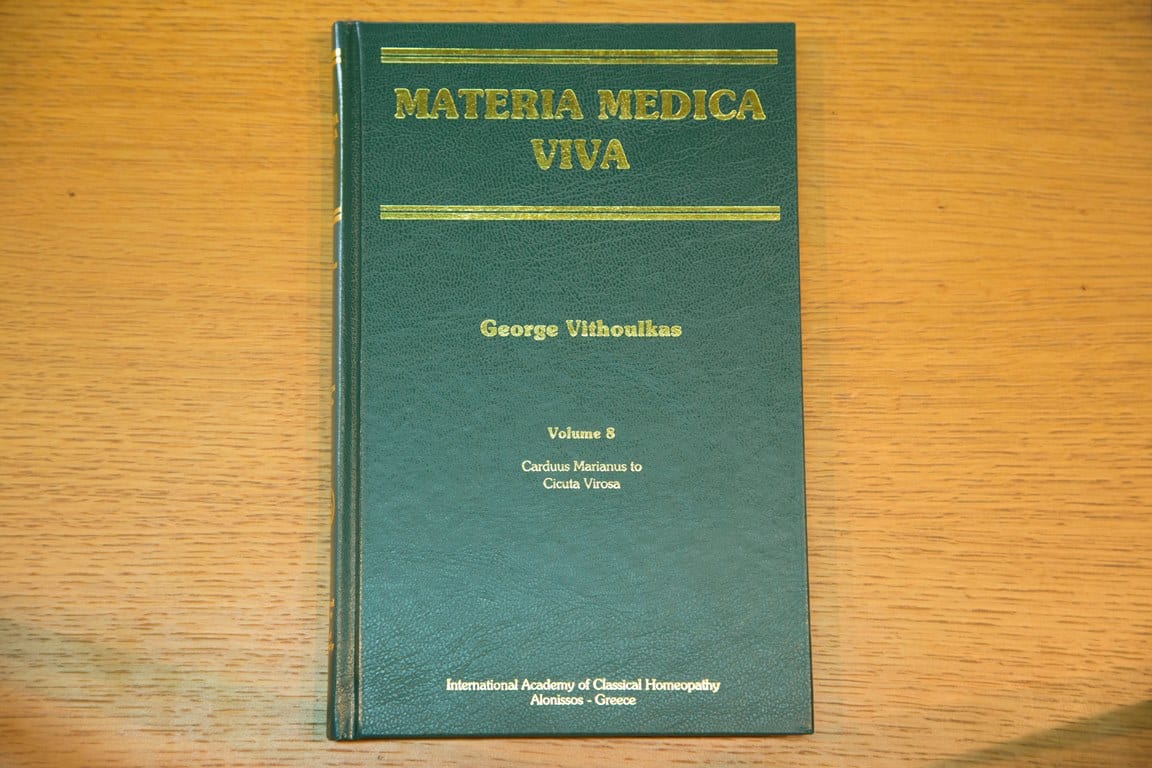 MATERIA MEDICA
VIVA
George Vithoulkas
Volume 8
Carduus Marianus to
Cicuta Virosa
International Academy of Classical Homeopathy
Alonissos - Greece